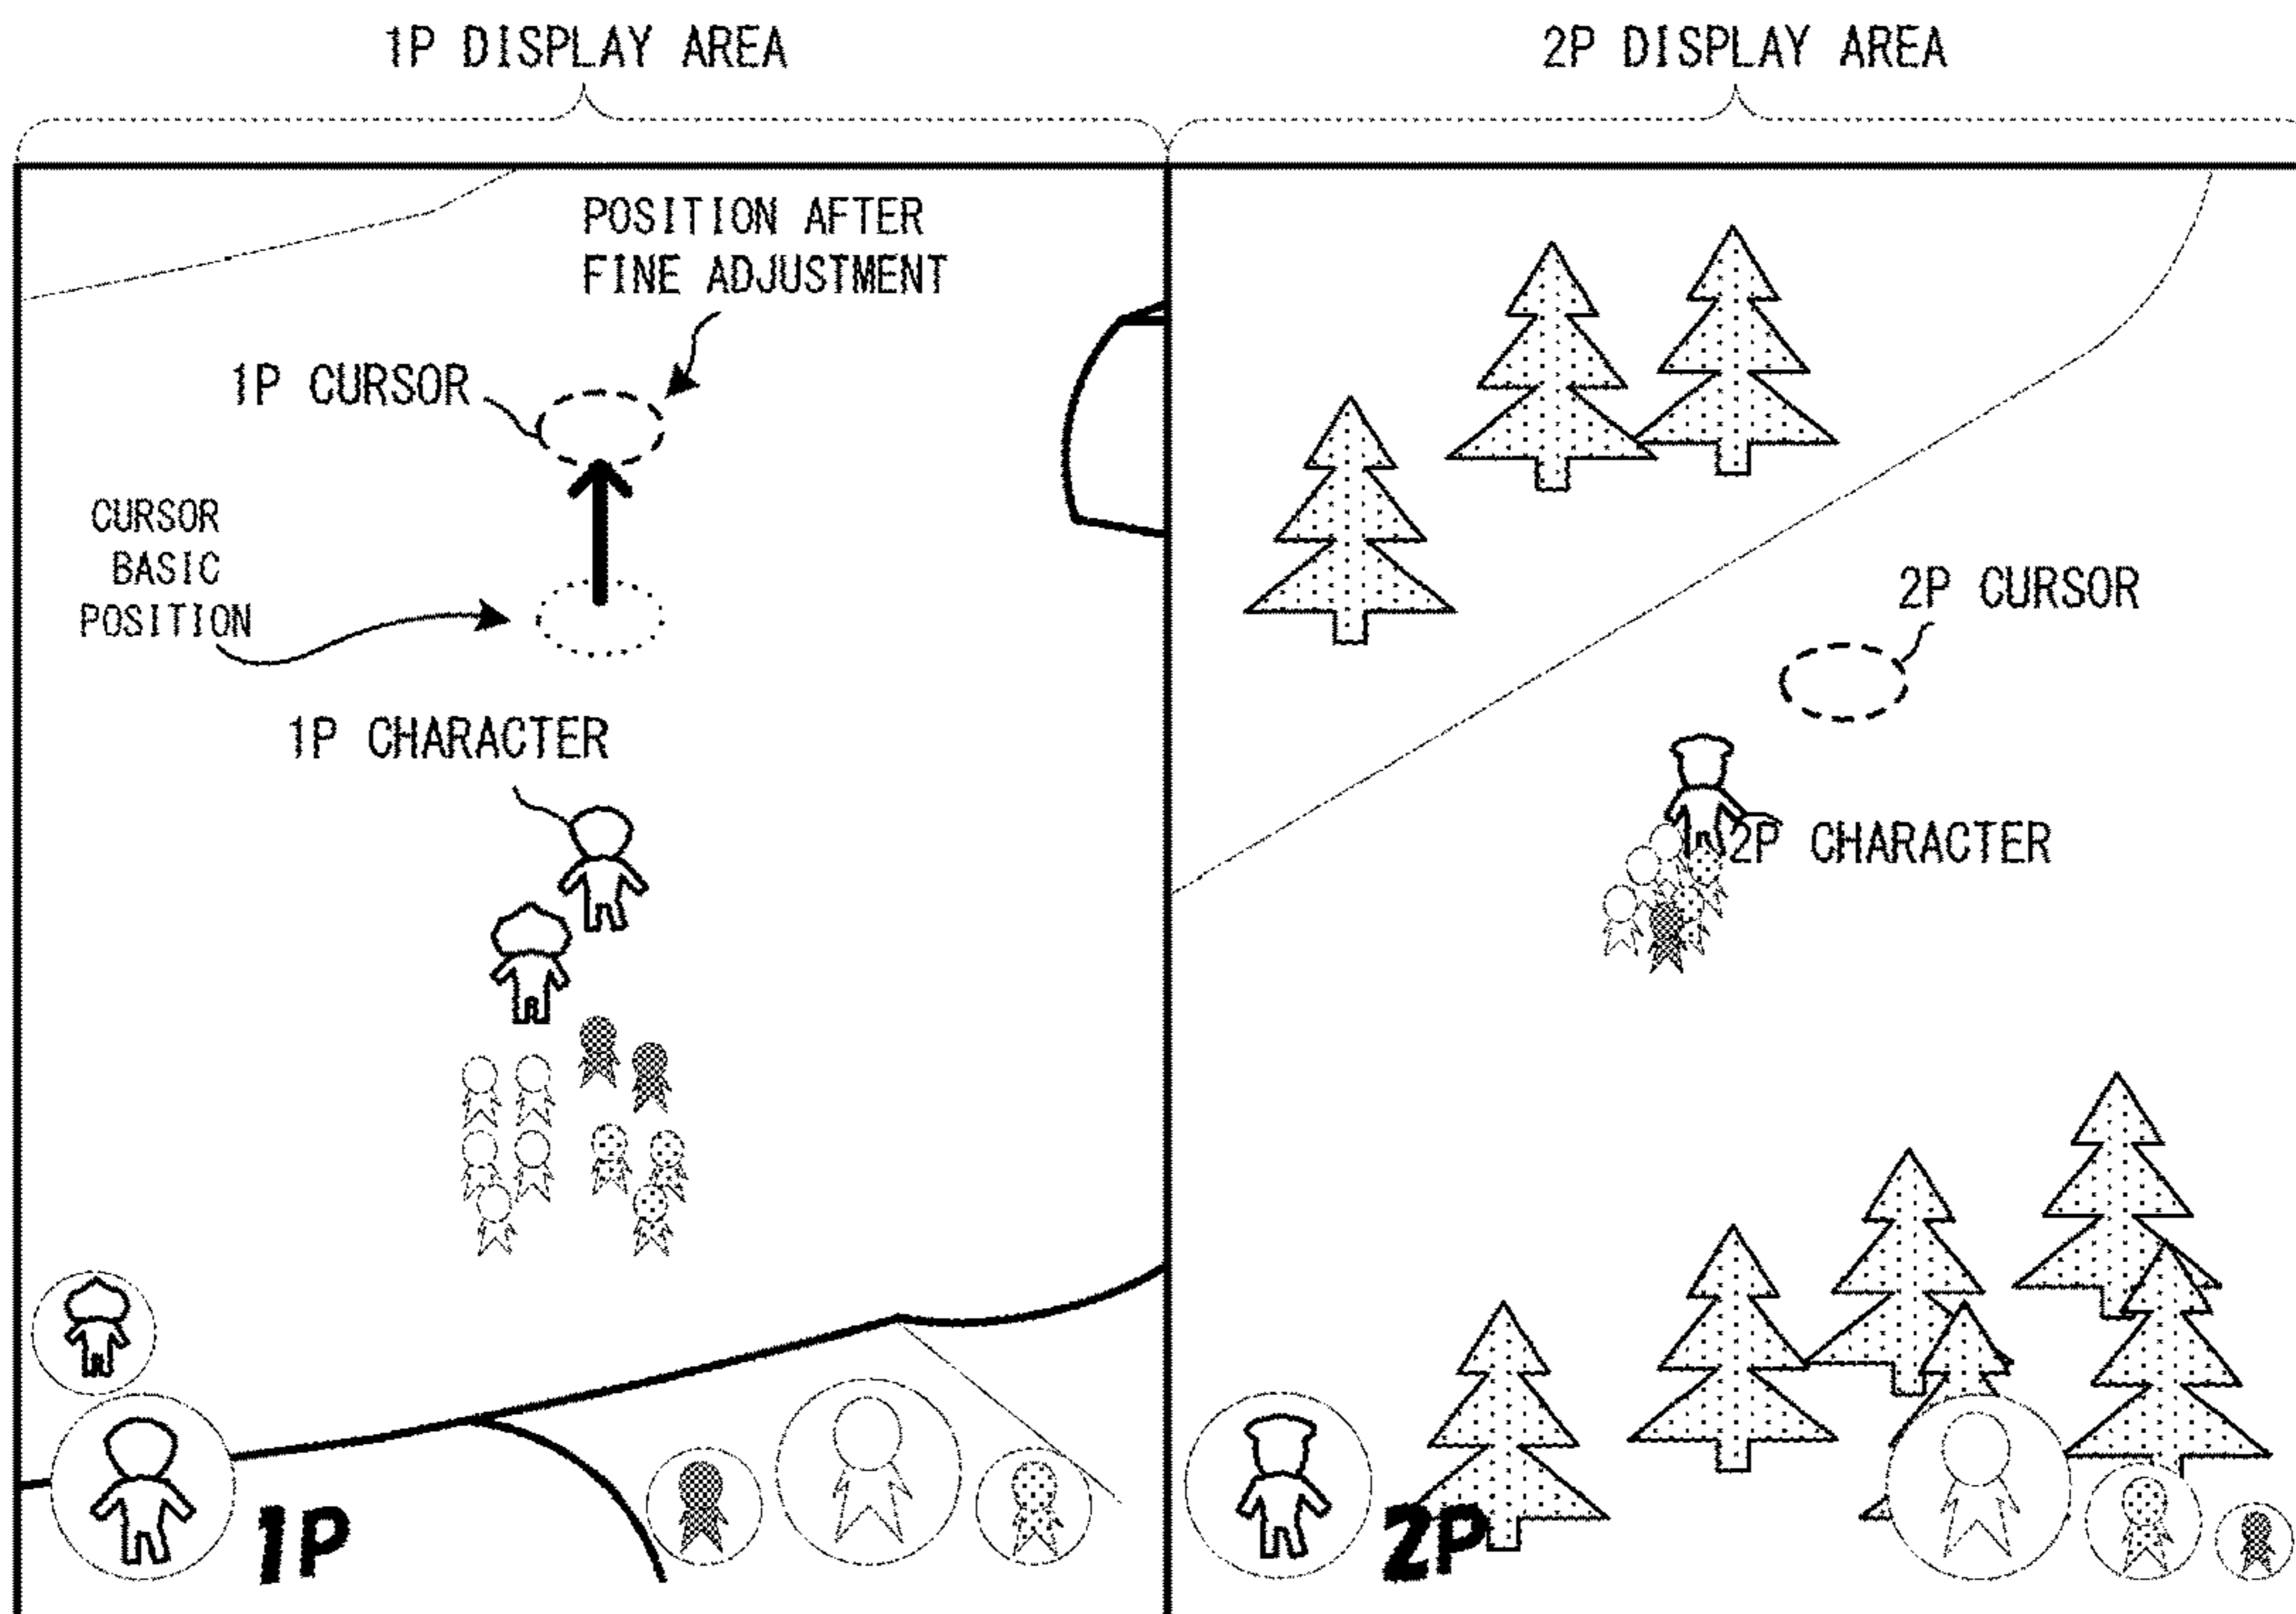 1P DISPLAY AREA
2P DISPLAY AREA
POSITION AFTER
FINE ADJUSTMENT
1P CURSOR
CURSOR
BASIC
POSITION
2P CURSOR
1P CHARACTER
2P CHARACTER
1P
2P